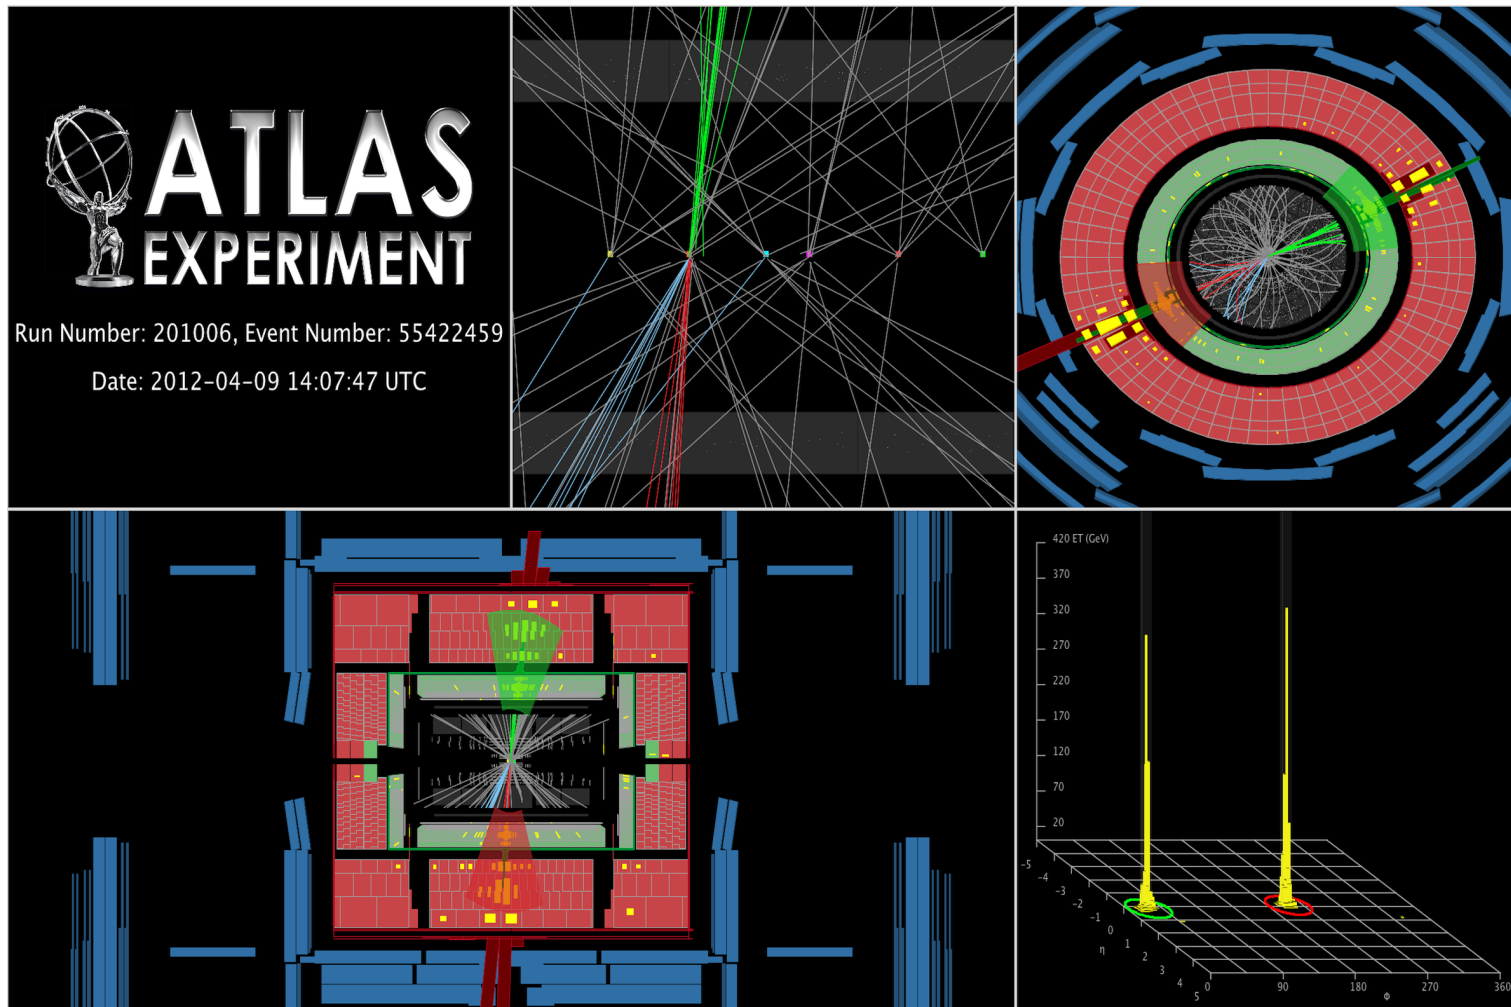 ATLAS
EXPERIMENT
Run Number: 201006, Event Number: 55422459
Date: 2012-04-09 14:07:47 UTC
420 ET (GeV)
370
320
270
220
170
120
70
20
-5
-4
-3
-2
-1
0
1
2
3
4
5
η
0 90 180 270 360
Φ